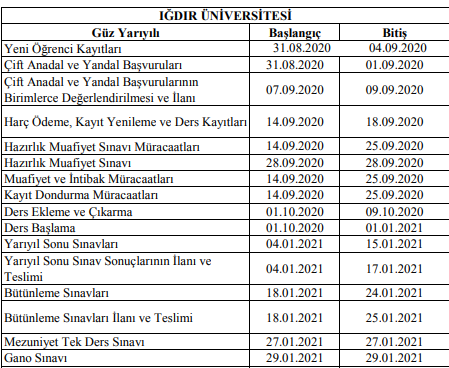 IĞDIR ÜNİVERSİTESİ
Güz Yarıyılı Başlangıç Bitiş
Yeni Öğrenci Kayıtları 31.08.2020 04.09.2020
Çift Anadal ve Yandal Başvuruları 31.08.2020 01.09.2020
Çift Anadal ve Yandal Başvurularının
Birimlerce Değerlendirilmesi ve İlanı 07.09.2020 09.09.2020
Harç Ödeme, Kayıt Yenileme ve Ders Kayıtları 14.09.2020 18.09.2020
Hazırlık Muafiyet Sınavı Müracaatları 14.09.2020 25.09.2020
Hazırlık Muafiyet Sınavı 28.09.2020 28.09.2020
Muafiyet ve İntibak Müracaatları 14.09.2020 25.09.2020
Kayıt Dondurma Müracaatları 14.09.2020 25.09.2020
Ders Ekleme ve Çıkarma 01.10.2020 09.10.2020
Ders Başlama 01.10.2020 01.01.2021
Yarıyıl Sonu Sınavları 04.01.2021 15.01.2021
Yarıyıl Sonu Sınav Sonuçlarının İlanı ve
Teslimi 04.01.2021 17.01.2021
Bütünleme Sınavları 18.01.2021 24.01.2021
Bütünleme Sınavları İlanı ve Teslimi 18.01.2021 25.01.2021
Mezuniyet Tek Ders Sınavı 27.01.2021 27.01.2021
Gano Sınavı 29.01.2021 29.01.2021